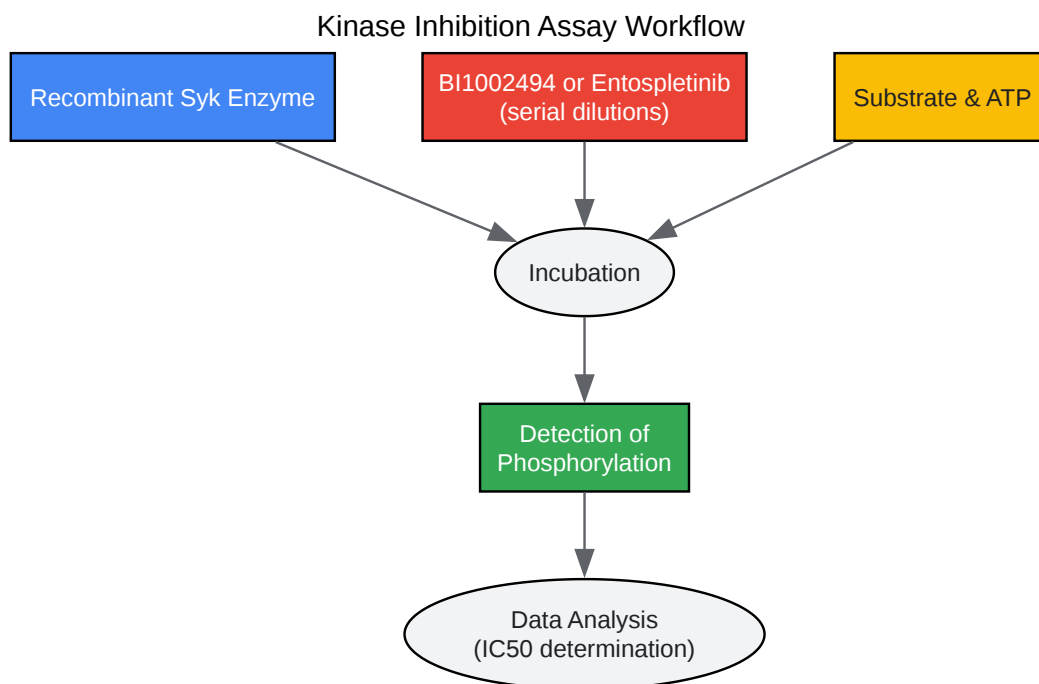 Kinase Inhibition Assay Workflow
Recombinant Syk Enzyme
BI1002494 or Entospletinib
(serial dilutions)
Substrate & ATP
Incubation
Detection of
Phosphorylation
Data Analysis
(IC50 determination)